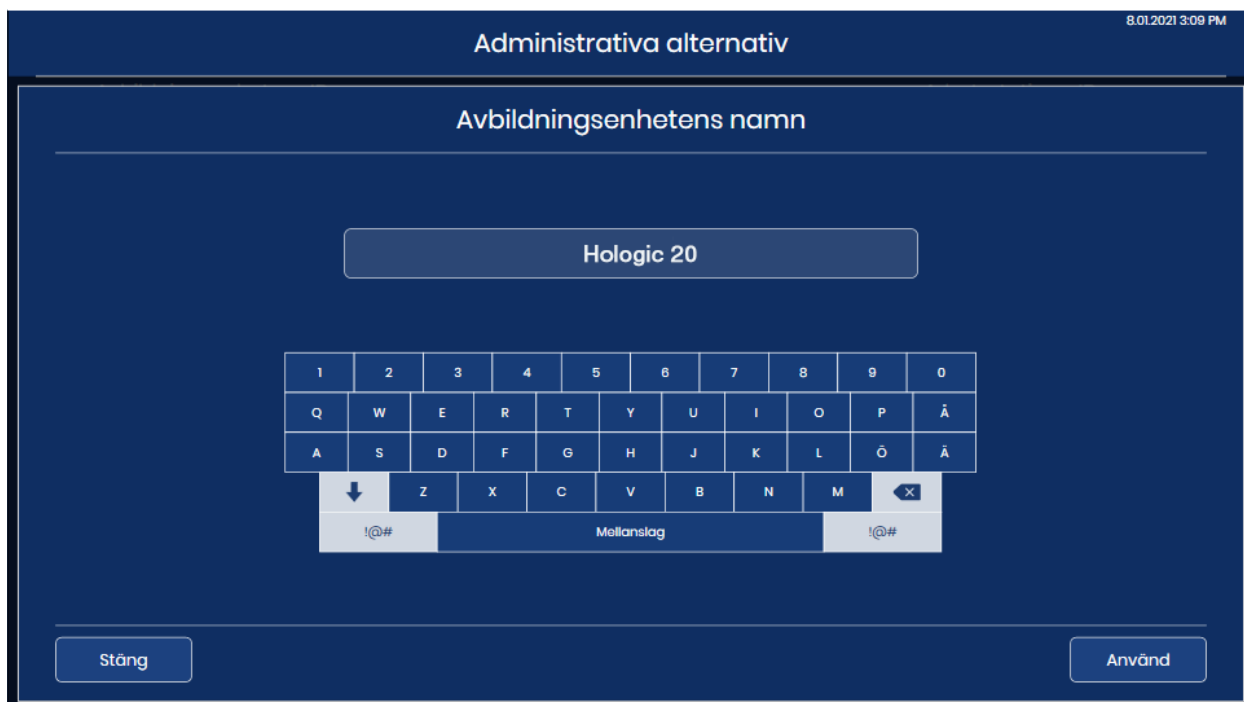 8.01.2021 3:09 PM
Administrativa alternativ
Avbildningsenhetens namn
Hologic 20
1 2 3 4 5 6 7 8 9 0
Q W E R T Y U I O P Å
A S D F G H J K L Ö Ä
Z X C V B N M
!@# Mellanslag !@#
Stäng Använd